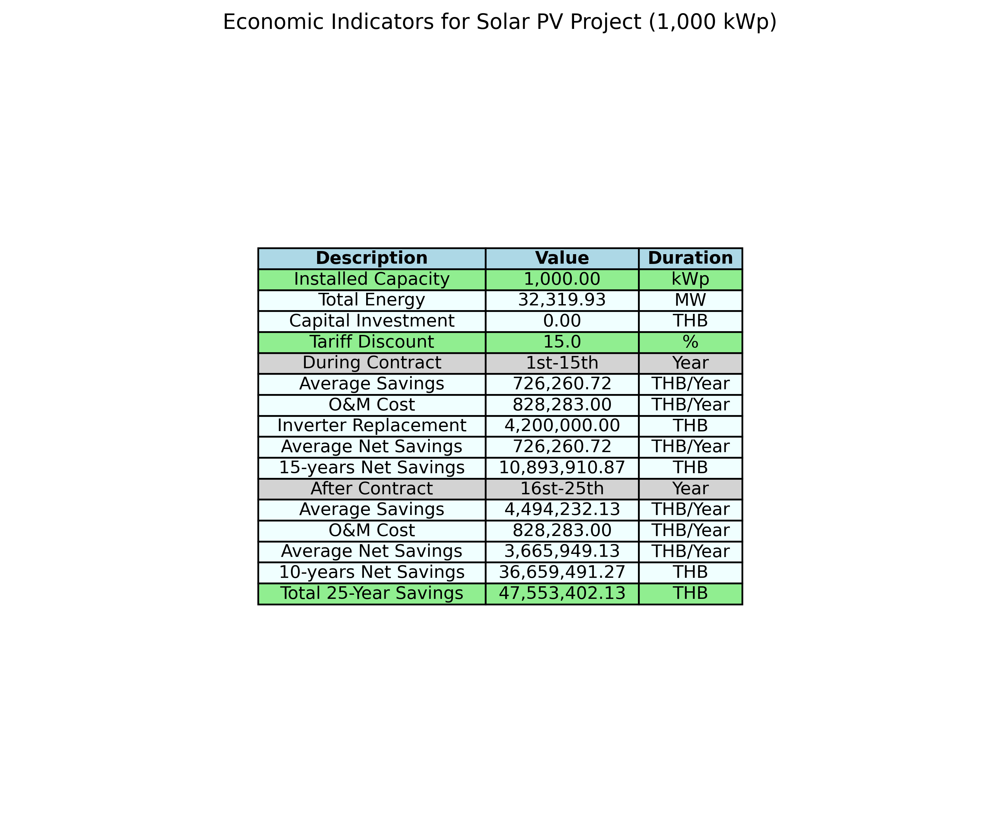 Economic Indicators for Solar PV Project (1,000 kWp)
Description Value Duration
Installed Capacity 1,000.00 kWp
Total Energy 32,319.93 MW
Capital Investment 0.00 THB
Tariff Discount 15.0 %
During Contract 1st-15th Year
Average Savings 726,260.72 THB/Year
O&M Cost 828,283.00 THB/Year
Inverter Replacement 4,200,000.00 THB
Average Net Savings 726,260.72 THB/Year
15-years Net Savings 10,893,910.87 THB
After Contract 16st-25th Year
Average Savings 4,494,232.13 THB/Year
O&M Cost 828,283.00 THB/Year
Average Net Savings 3,665,949.13 THB/Year
10-years Net Savings 36,659,491.27 THB
Total 25-Year Savings 47,553,402.13 THB